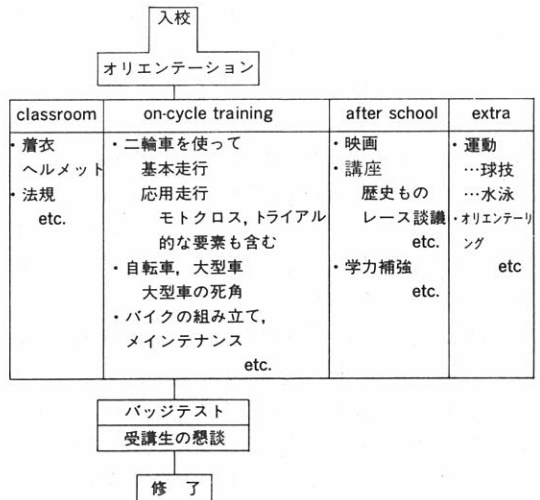 入校
オリエンテーション
classroom
・着衣
ヘルメット
・法規
etc.
on-cycle training
・二輪車を使って
基本走行
応用走行
モトクロス，トライアル
的な要素も含む
・自転車，大型車
大型車の死角
・バイクの組み立て，
メインテナンス
etc.
after school
・映画
・講座
歴史もの
レース談議
etc.
・学力補強
etc.
extra
・運動
…球技
…水泳
・オリエンテーリ
ング
etc
バッジテスト
受講生の懇談
修 了